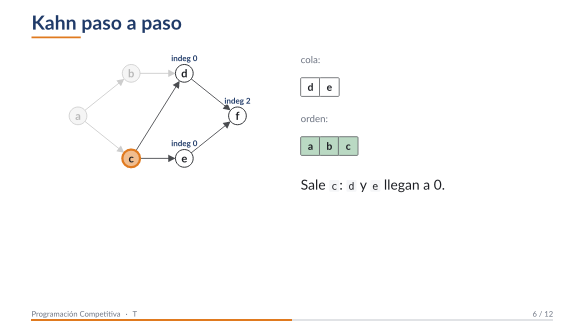 Kahn paso a paso
indeg 0
b
d
cola:
d e
indeg 2
a
f
orden:
indeg 0
a b c
c
e
Sale c: d y e llegan a 0.
Programación Competitiva · T
6 / 12